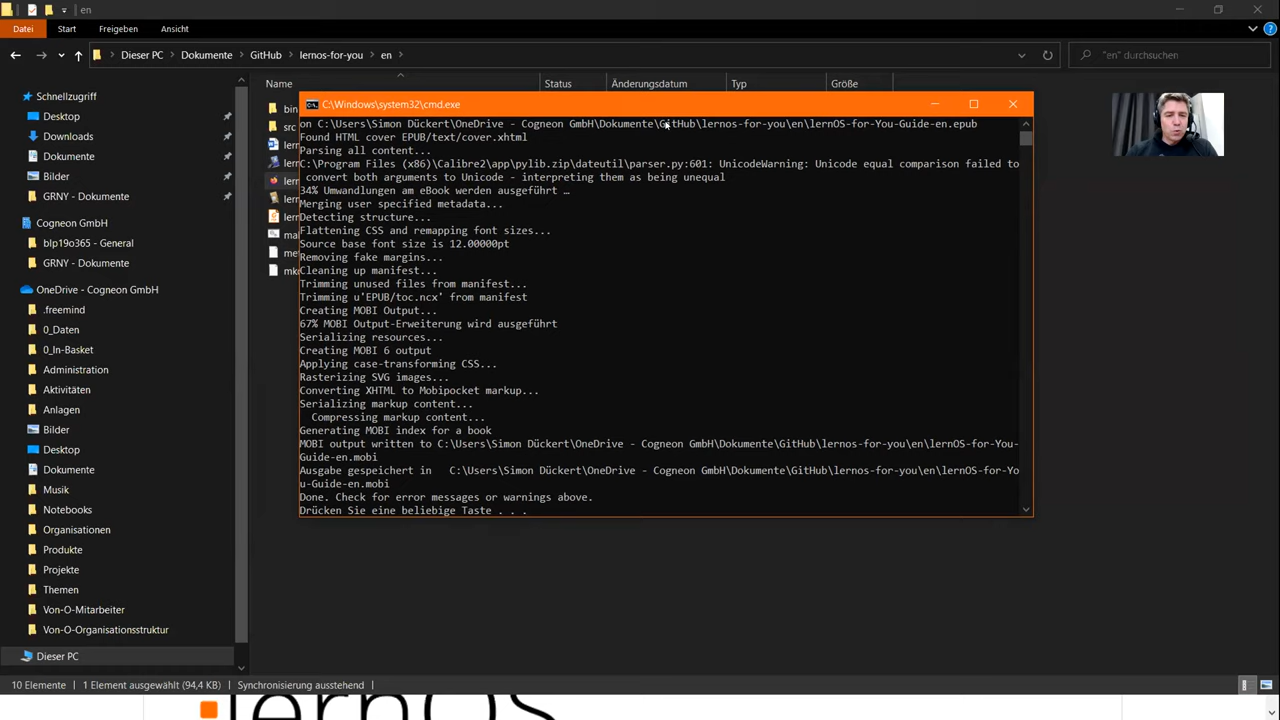 en
Datei Start Freigeben Ansicht
Dieser PC Dokumente GitHub lernos-for-you en "en" durchsuchen
Name Status Änderungsdatum Typ Größe
Schnellzugriff
Desktop
Downloads
Dokumente
Bilder
GRNY - Dokumente
Cogneon GmbH
blp19o365 - General
GRNY - Dokumente
OneDrive - Cogneon GmbH
.freemind
0_Daten
0_In-Basket
Administration
Aktivitäten
Anlagen
Bilder
Desktop
Dokumente
Musik
Notebooks
Organisationen
Produkte
Projekte
Themen
Von-O-Mitarbeiter
Von-O-Organisationsstruktur
Dieser PC
bin
src
lern
lern
lern
lern
lern
ma
me
mk
C:\Windows\system32\cmd.exe
on C:\Users\Simon Dückert\OneDrive - Cogneon GmbH\Dokumente\GitHub\lernos-for-you\en\lernOS-for-You-Guide-en.epub
Found HTML cover EPUB/text/cover.xhtml
Parsing all content...
C:\Program Files (x86)\Calibre2\app\pylib.zip\dateutil\parser.py:601: UnicodeWarning: Unicode equal comparison failed to
convert both arguments to Unicode - interpreting them as being unequal
34% Umwandlungen am eBook werden ausgeführt …
Merging user specified metadata...
Detecting structure...
Flattening CSS and remapping font sizes...
Source base font size is 12.00000pt
Removing fake margins...
Cleaning up manifest...
Trimming unused files from manifest...
Trimming u'EPUB/toc.ncx' from manifest
Creating MOBI Output...
67% MOBI Output-Erweiterung wird ausgeführt
Serializing resources...
Creating MOBI 6 output
Applying case-transforming CSS...
Rasterizing SVG images...
Converting XHTML to Mobipocket markup...
Serializing markup content...
Compressing markup content...
Generating MOBI index for a book
MOBI output written to C:\Users\Simon Dückert\OneDrive - Cogneon GmbH\Dokumente\GitHub\lernos-for-you\en\lernOS-for-You-
Guide-en.mobi
Ausgabe gespeichert in C:\Users\Simon Dückert\OneDrive - Cogneon GmbH\Dokumente\GitHub\lernos-for-you\en\lernOS-for-Yo
u-Guide-en.mobi
Done. Check for error messages or warnings above.
Drücken Sie eine beliebige Taste . . .
10 Elemente 1 Element ausgewählt (94,4 KB) Synchronisierung ausstehend
lernOS